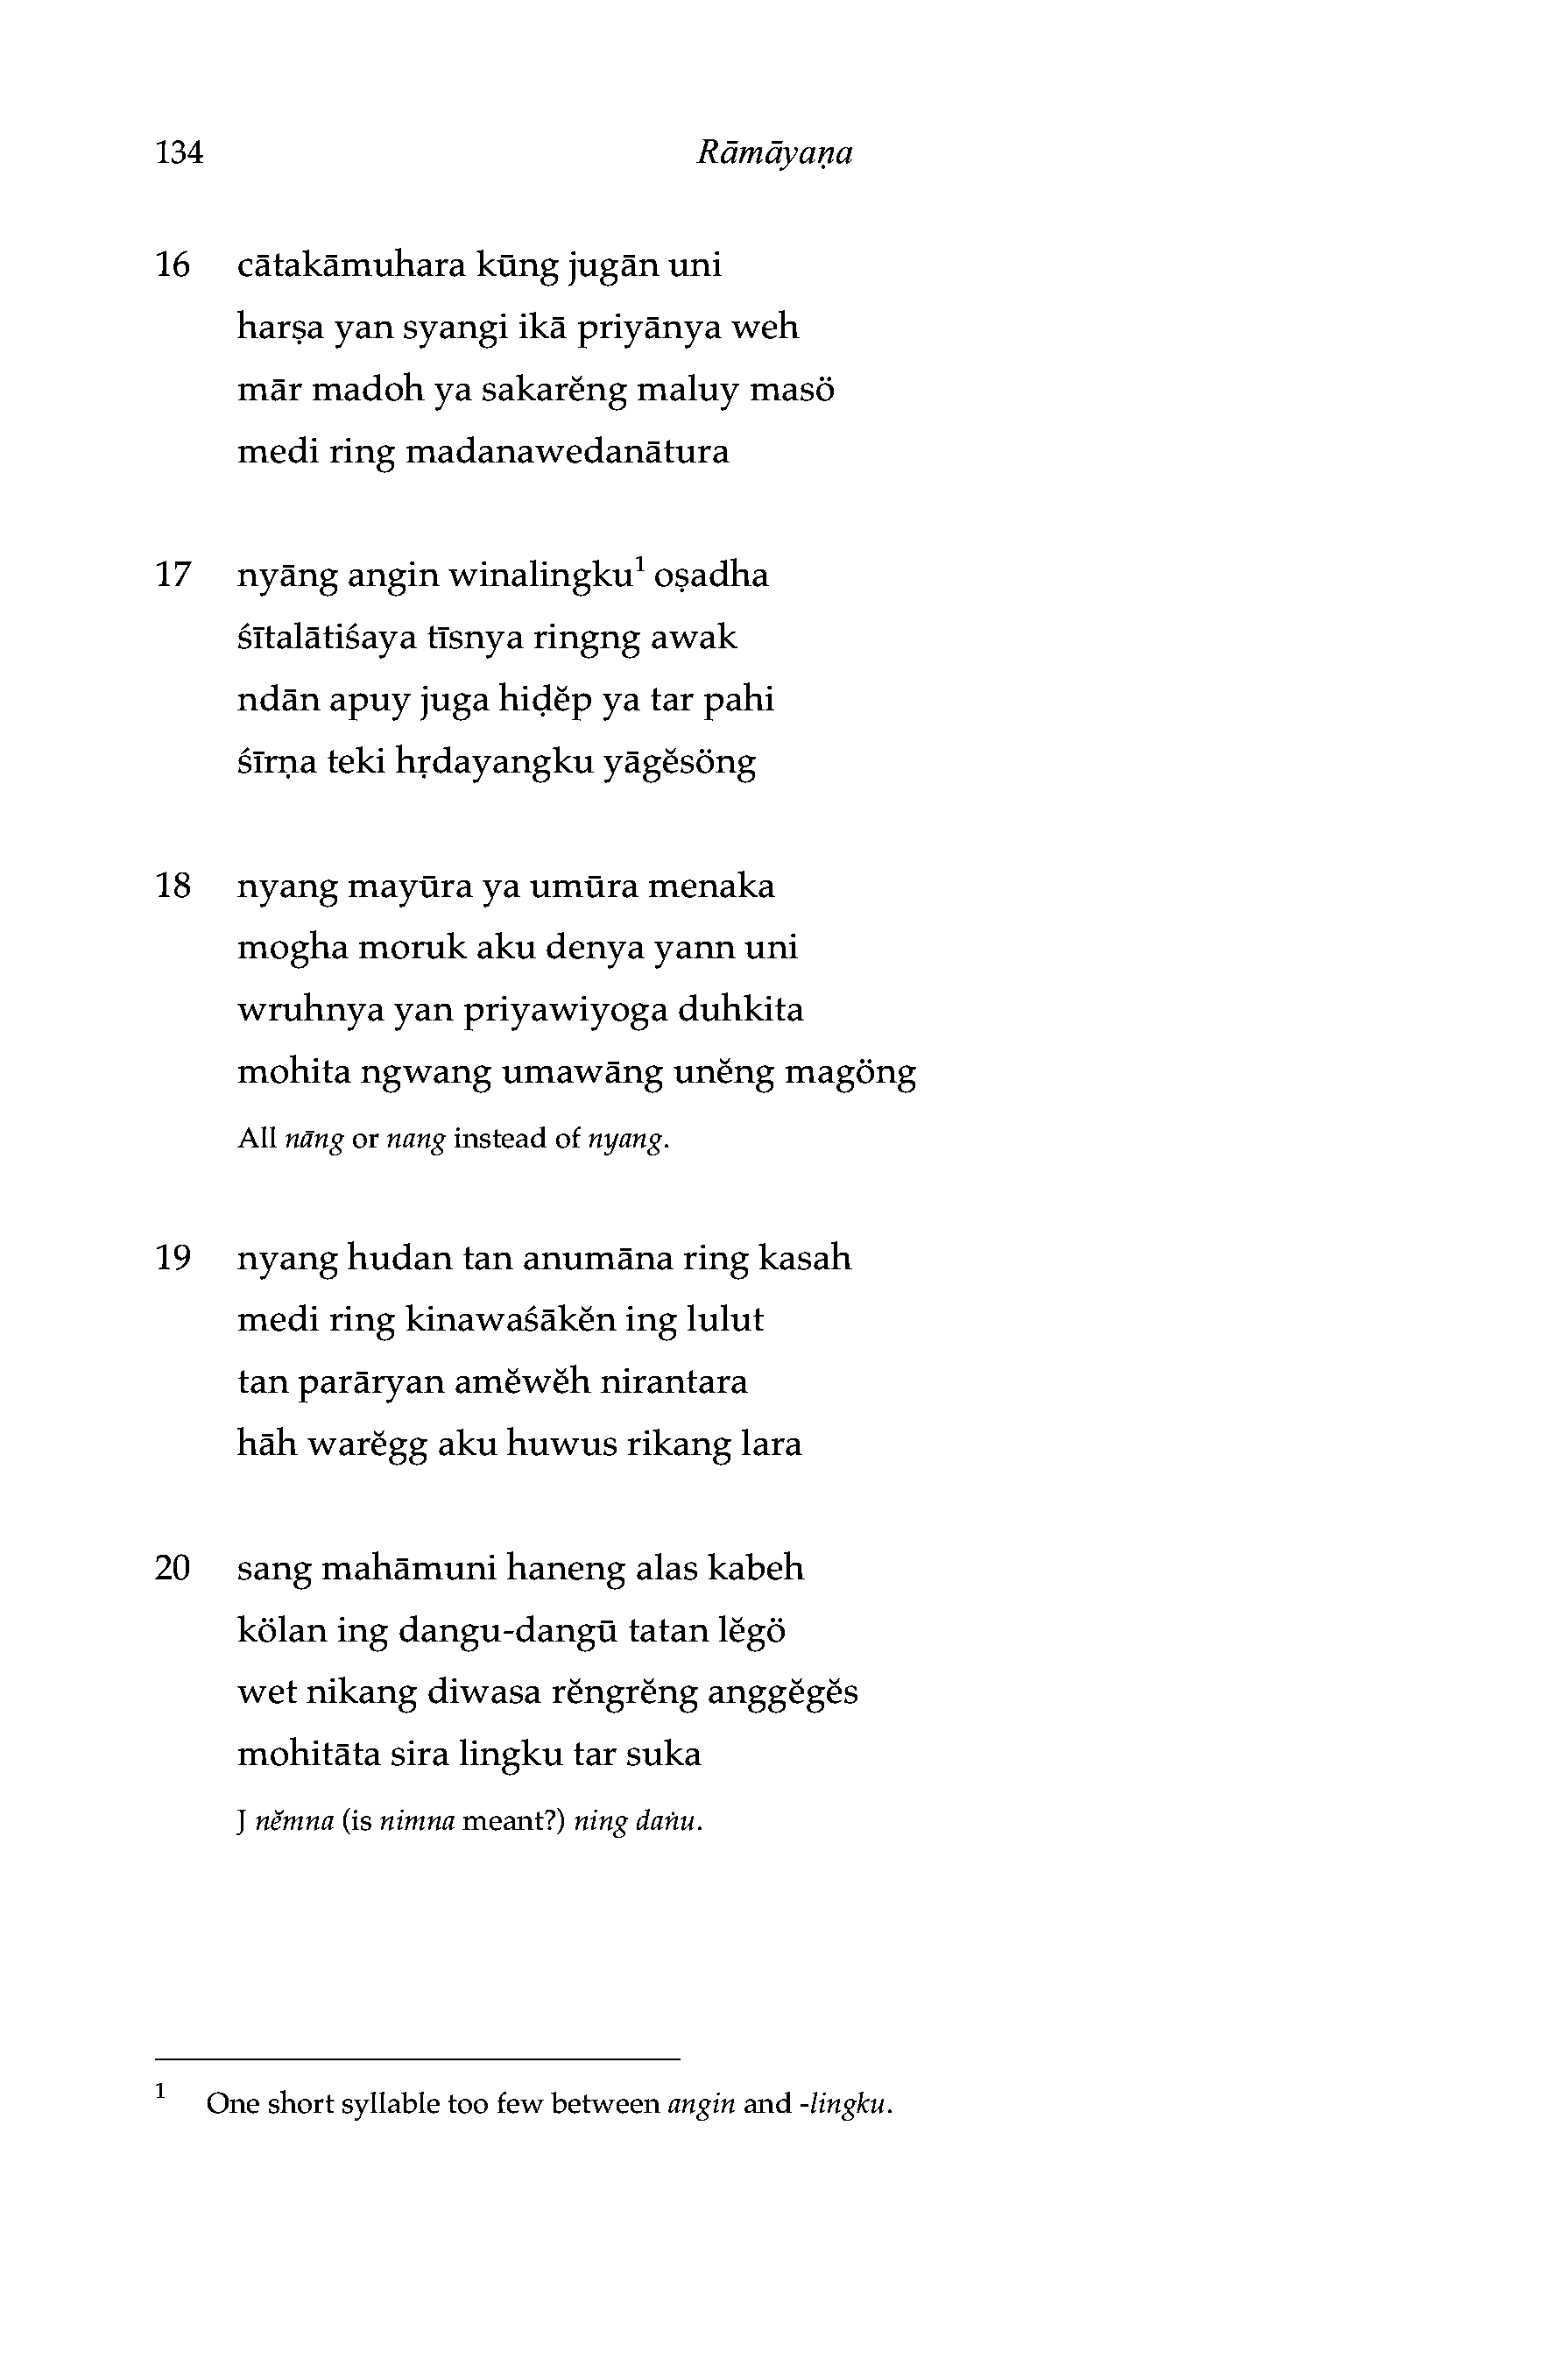 134 Rāmāyaṇa
16 cātakāmuhara kūng jugān uni
harṣa yan syangi ikā priyānya weh
mār madoh ya sakarĕng maluy masö
medi ring madanawedanātura
17 nyāng angin winalingku¹ oṣadha
śītalātiśaya tīsnya ringng awak
ndān apuy juga hiḍĕp ya tar pahi
śīrṇa teki hṛdayangku yāgĕsöng
18 nyang mayūra ya umūra menaka
mogha moruk aku denya yann uni
wruhnya yan priyawiyoga duhkita
mohita ngwang umawāng unĕng magöng
All nāng or nang instead of nyang.
19 nyang hudan tan anumāna ring kasah
medi ring kinawaśākĕn ing lulut
tan parāryan amĕwĕh nirantara
hāh warĕgg aku huwus rikang lara
20 sang mahāmuni haneng alas kabeh
kölan ing dangu-dangū tatan lĕgö
wet nikang diwasa rĕngrĕng anggĕgĕs
mohitāta sira lingku tar suka
J nĕmna (is nimna meant?) ning daṅu.
1 One short syllable too few between angin and -lingku.